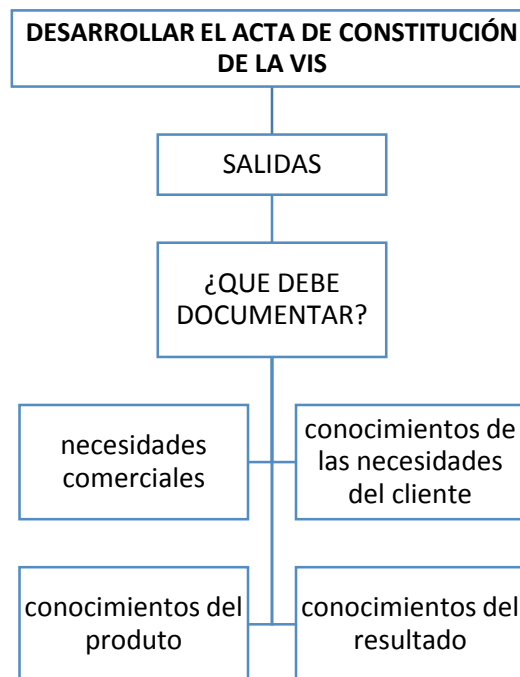 DESARROLLAR EL ACTA DE CONSTITUCIÓN
DE LA VIS
SALIDAS
¿QUE DEBE
DOCUMENTAR?
necesidades
comerciales
conocimientos de
las necesidades
del cliente
conocimientos del
produto
conocimientos del
resultado